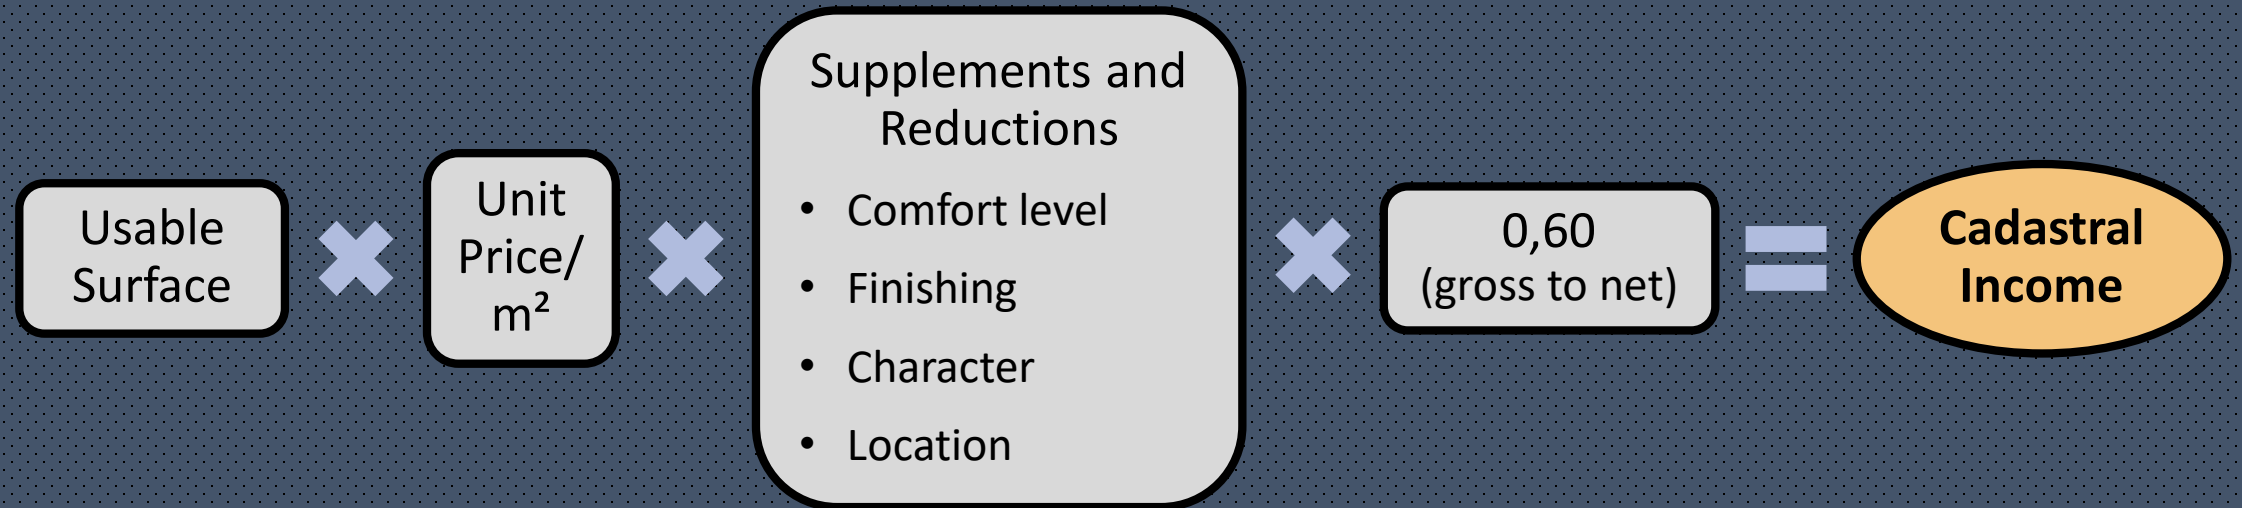 Usable
Surface
Unit
Price/
m²
Supplements and
Reductions
• Comfort level
• Finishing
• Character
• Location
0,60
(gross to net)
Cadastral
Income